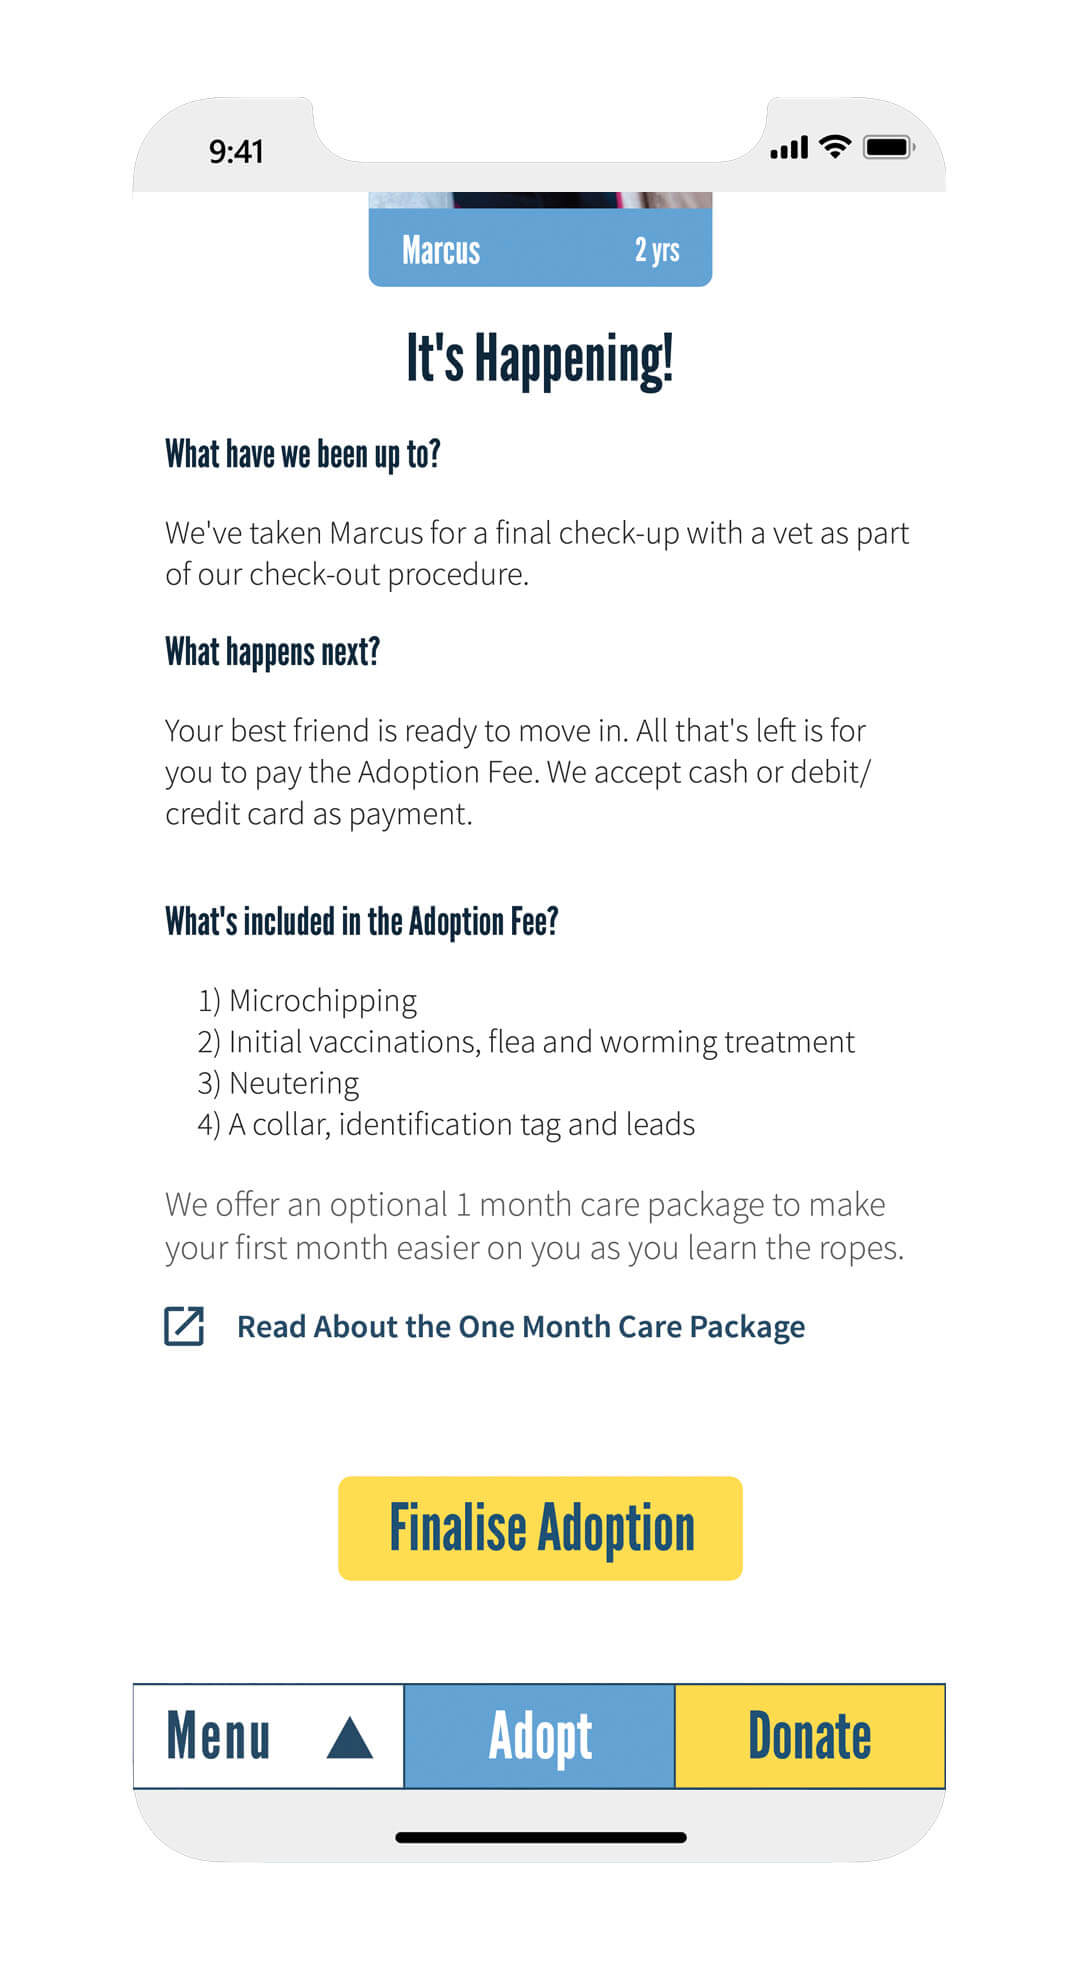 9:41
Marcus 2 yrs
It's Happening!
What have we been up to?
We've taken Marcus for a final check-up with a vet as part
of our check-out procedure.
What happens next?
Your best friend is ready to move in. All that's left is for
you to pay the Adoption Fee. We accept cash or debit/
credit card as payment.
What's included in the Adoption Fee?
1) Microchipping
2) Initial vaccinations, flea and worming treatment
3) Neutering
4) A collar, identification tag and leads
We offer an optional 1 month care package to make
your first month easier on you as you learn the ropes.
Read About the One Month Care Package
Finalise Adoption
Menu Adopt Donate